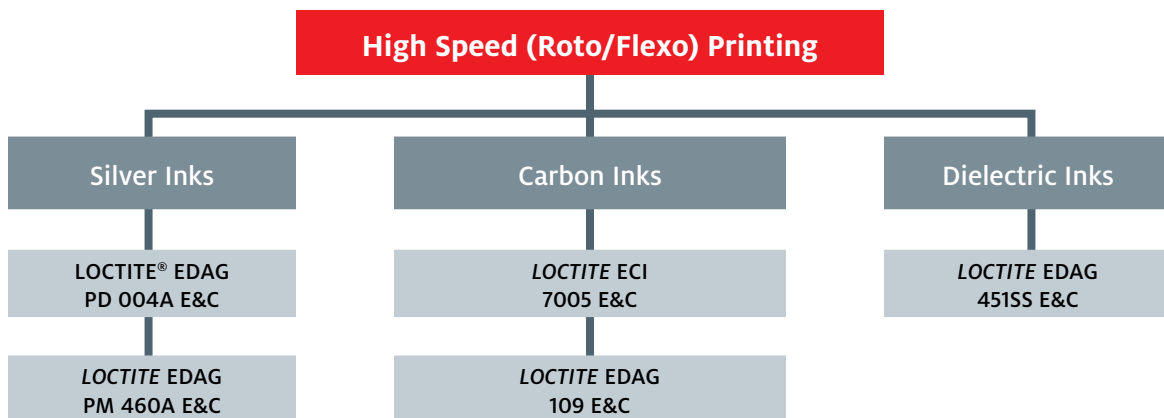 High Speed (Roto/Flexo) Printing
Silver Inks
Carbon Inks
Dielectric Inks
LOCTITE® EDAG
PD 004A E&C
LOCTITE ECI
7005 E&C
LOCTITE EDAG
451SS E&C
LOCTITE EDAG
PM 460A E&C
LOCTITE EDAG
109 E&C